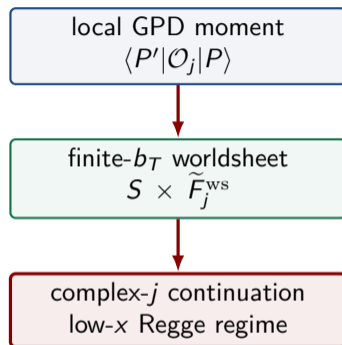 local GPD moment
⟨P′|𝒪ⱼ|P⟩
finite-b_T worldsheet
S × F̃ⱼ^ws
complex-j continuation
low-x Regge regime